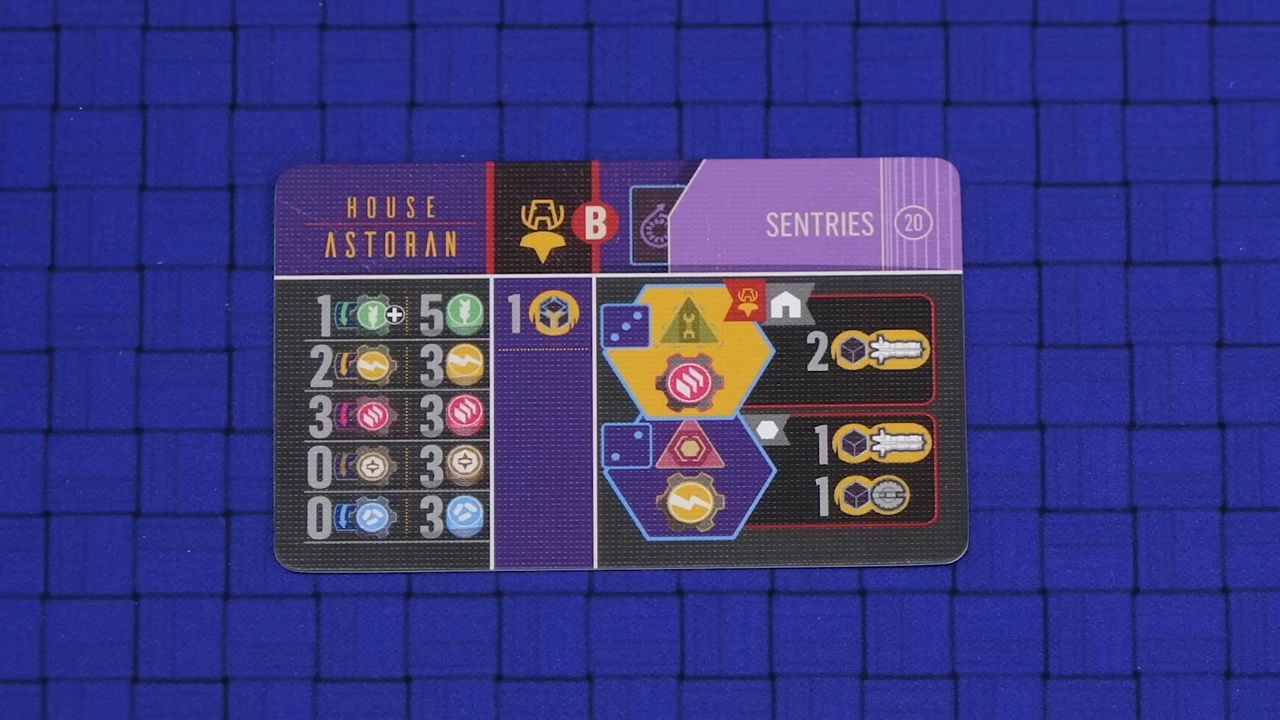 HOUSE
ASTORAN
B
SENTRIES 20
1 5 1
2 3
3 3
0 3
0 3
2
1
1